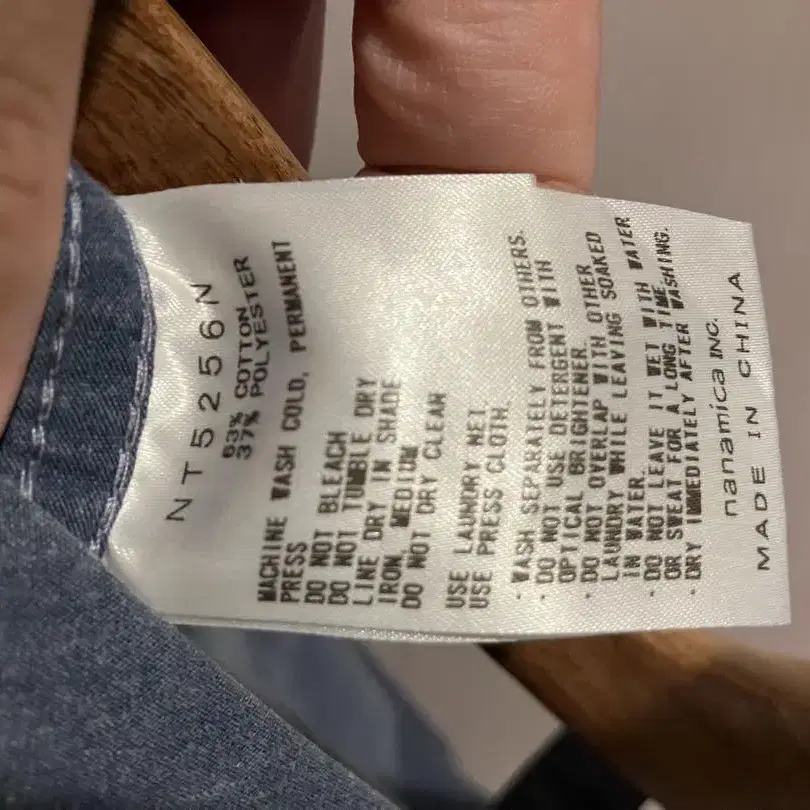 NT5256N
63% COTTON
37% POLYESTER
MACHINE WASH COLD, PERMANENT
PRESS
DO NOT BLEACH
DO NOT TUMBLE DRY
LINE DRY IN SHADE
IRON, MEDIUM
DO NOT DRY CLEAN
USE LAUNDRY NET.
USE PRESS CLOTH.
・WASH SEPARATELY FROM OTHERS.
・DO NOT USE DETERGENT WITH
OPTICAL BRIGHTENER.
・DO NOT OVERLAP WITH OTHER
LAUNDRY WHILE LEAVING SOAKED
IN WATER.
・DO NOT LEAVE IT WET WITH WATER
OR SWEAT FOR A LONG TIME.
・DRY IMMEDIATELY AFTER WASHING.
nanamica INC.
MADE IN CHINA